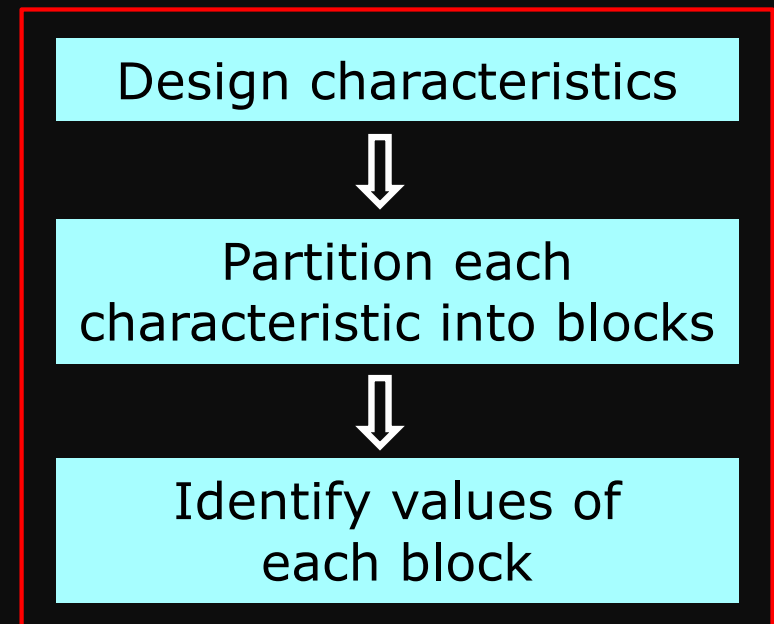 Design characteristics
Partition each
characteristic into blocks
Identify values of
each block